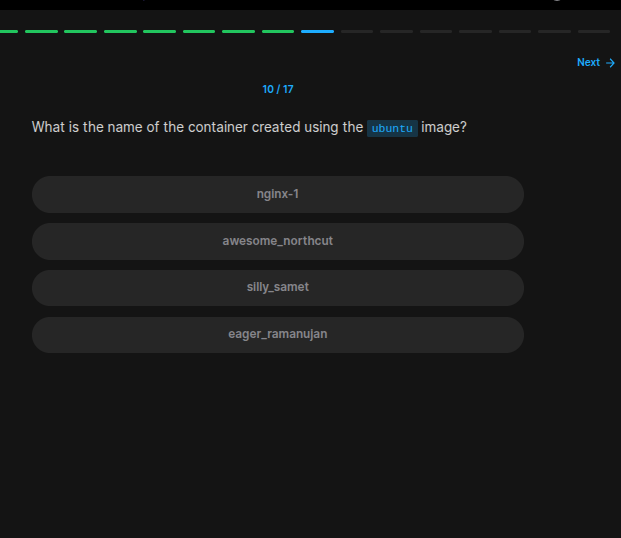 Next →
10 / 17
What is the name of the container created using the ubuntu image?
nginx-1
awesome_northcut
silly_samet
eager_ramanujan